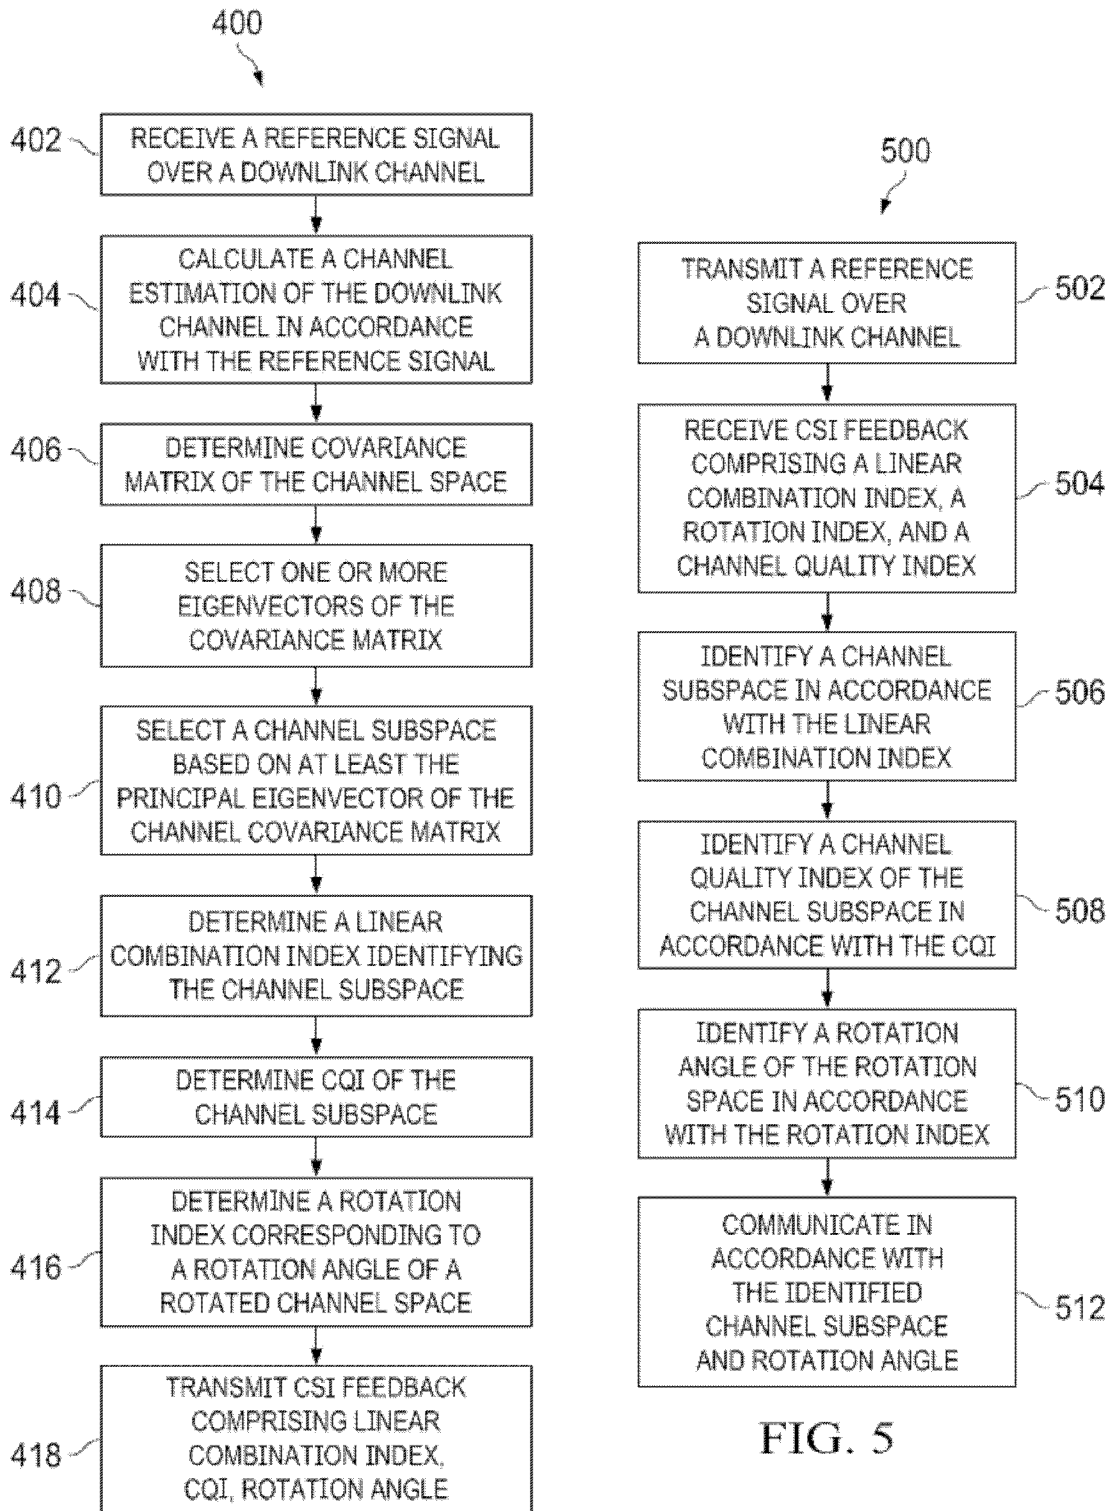 400
402
RECEIVE A REFERENCE SIGNAL
OVER A DOWNLINK CHANNEL
404
CALCULATE A CHANNEL
ESTIMATION OF THE DOWNLINK
CHANNEL IN ACCORDANCE
WITH THE REFERENCE SIGNAL
406
DETERMINE COVARIANCE
MATRIX OF THE CHANNEL SPACE
408
SELECT ONE OR MORE
EIGENVECTORS OF THE
COVARIANCE MATRIX
410
SELECT A CHANNEL SUBSPACE
BASED ON AT LEAST THE
PRINCIPAL EIGENVECTOR OF THE
CHANNEL COVARIANCE MATRIX
412
DETERMINE A LINEAR
COMBINATION INDEX IDENTIFYING
THE CHANNEL SUBSPACE
414
DETERMINE CQI OF THE
CHANNEL SUBSPACE
416
DETERMINE A ROTATION
INDEX CORRESPONDING TO
A ROTATION ANGLE OF A
ROTATED CHANNEL SPACE
418
TRANSMIT CSI FEEDBACK
COMPRISING LINEAR
COMBINATION INDEX,
CQI, ROTATION ANGLE
500
TRANSMIT A REFERENCE
SIGNAL OVER
A DOWNLINK CHANNEL
502
RECEIVE CSI FEEDBACK
COMPRISING A LINEAR
COMBINATION INDEX, A
ROTATION INDEX, AND A
CHANNEL QUALITY INDEX
504
IDENTIFY A CHANNEL
SUBSPACE IN ACCORDANCE
WITH THE LINEAR
COMBINATION INDEX
506
IDENTIFY A CHANNEL
QUALITY INDEX OF THE
CHANNEL SUBSPACE IN
ACCORDANCE WITH THE CQI
508
IDENTIFY A ROTATION
ANGLE OF THE ROTATION
SPACE IN ACCORDANCE
WITH THE ROTATION INDEX
510
COMMUNICATE IN
ACCORDANCE WITH
THE IDENTIFIED
CHANNEL SUBSPACE
AND ROTATION ANGLE
512
FIG. 5